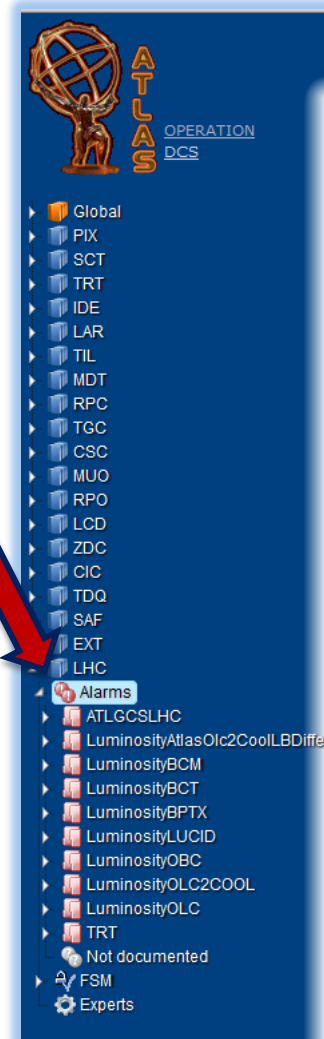 ATLAS
OPERATION
DCS
Global
PIX
SCT
TRT
IDE
LAR
TIL
MDT
RPC
TGC
CSC
MUO
RPO
LCD
ZDC
CIC
TDQ
SAF
EXT
LHC
Alarms
ATLGCSLHC
LuminosityAtlasOlc2CoolLBDiffe
LuminosityBCM
LuminosityBCT
LuminosityBPTX
LuminosityLUCID
LuminosityOBC
LuminosityOLC2COOL
LuminosityOLC
TRT
Not documented
FSM
Experts